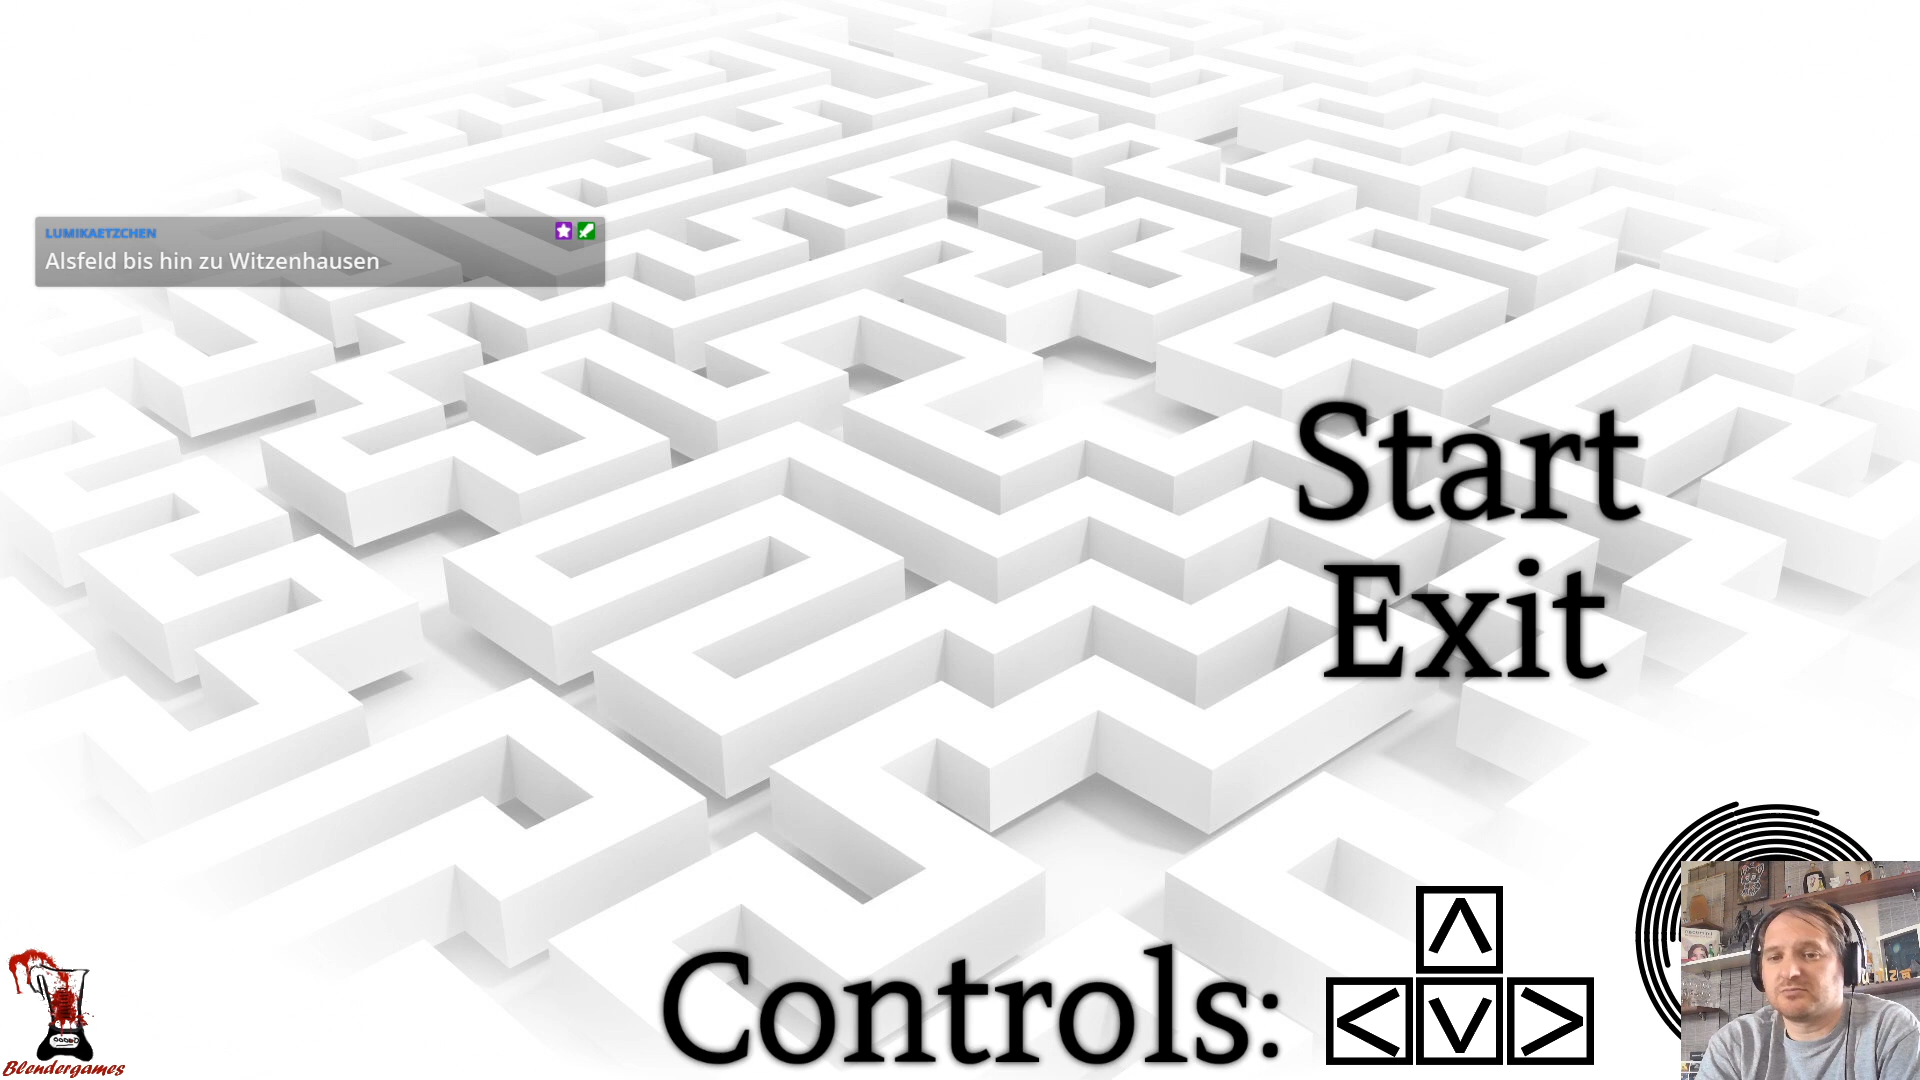 LUMIKAETZCHEN
Alsfeld bis hin zu Witzenhausen
Start
Exit
Controls:
Blendergames